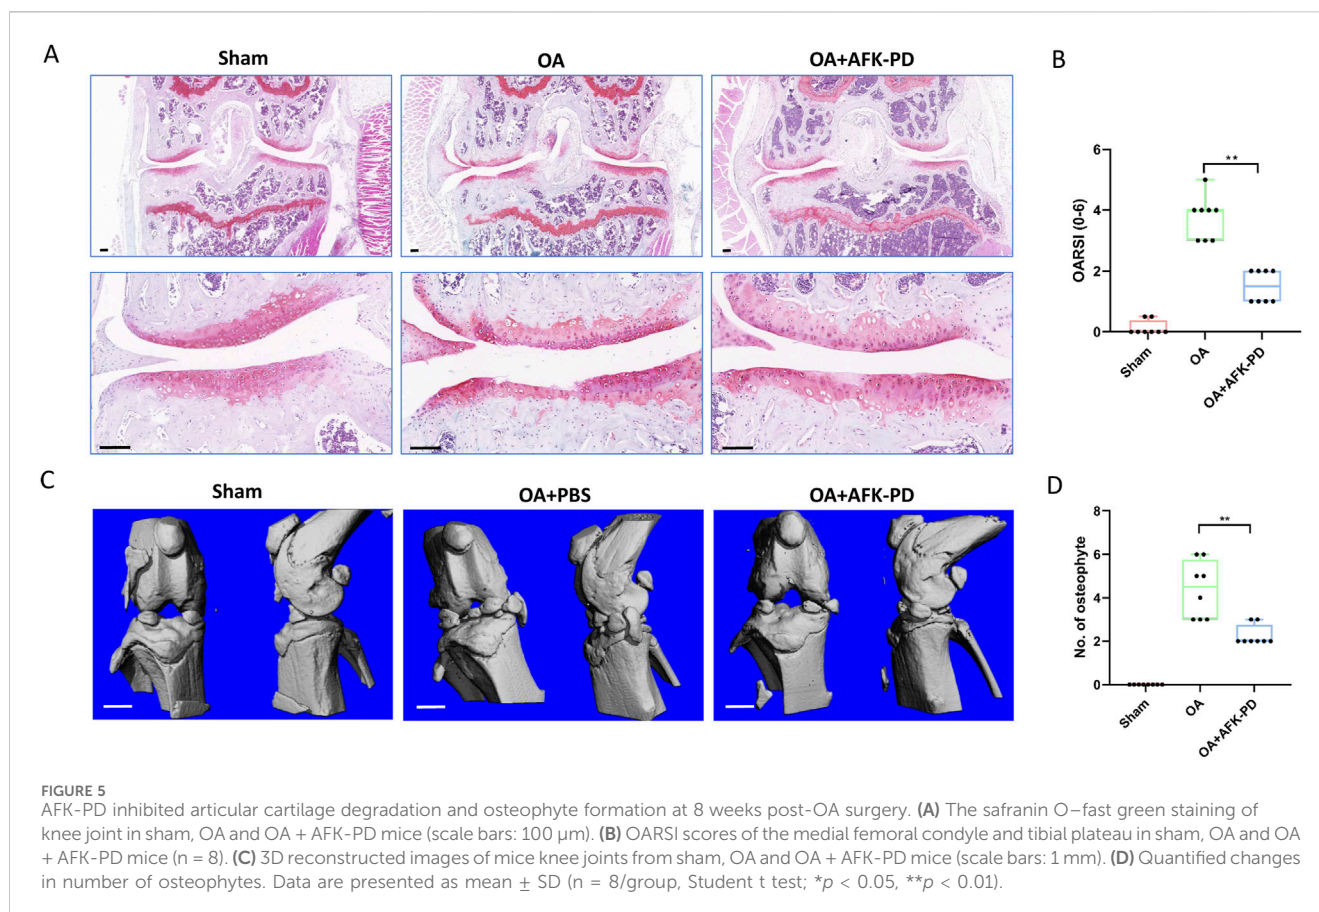 A
Sham
OA
OA+AFK-PD
B
OARSI (0-6)
6
4
2
0
**
Sham
OA
OA+AFK-PD
C
Sham
OA+PBS
OA+AFK-PD
D
No. of osteophyte
8
6
4
2
0
**
Sham
OA
OA+AFK-PD
FIGURE 5
AFK-PD inhibited articular cartilage degradation and osteophyte formation at 8 weeks post-OA surgery. (A) The safranin O–fast green staining of
knee joint in sham, OA and OA + AFK-PD mice (scale bars: 100 μm). (B) OARSI scores of the medial femoral condyle and tibial plateau in sham, OA and OA
+ AFK-PD mice (n = 8). (C) 3D reconstructed images of mice knee joints from sham, OA and OA + AFK-PD mice (scale bars: 1 mm). (D) Quantified changes
in number of osteophytes. Data are presented as mean ± SD (n = 8/group, Student t test; *p < 0.05, **p < 0.01).